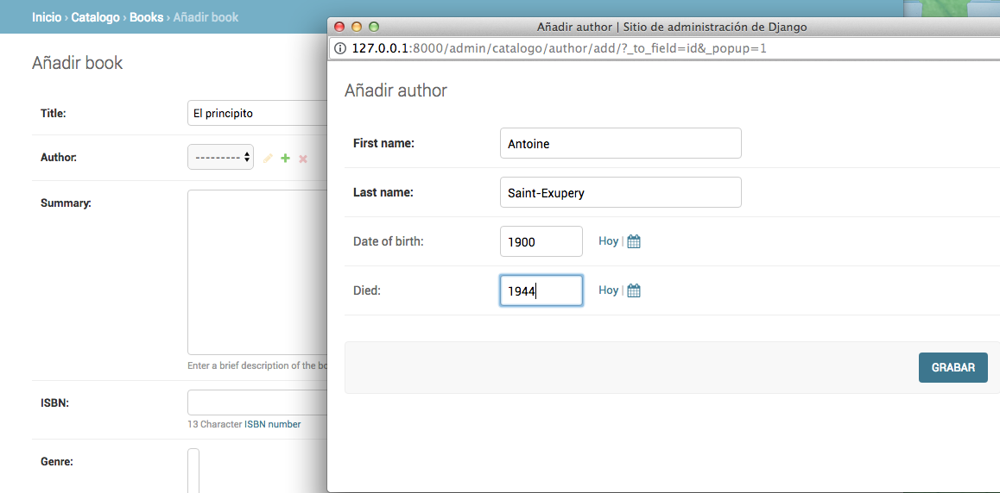 Inicio › Catalogo › Books › Añadir book
Añadir book
Title:
El principito
Author:
---------
Summary:
Enter a brief description of the bo
ISBN:
13 Character ISBN number
Genre:
Añadir author | Sitio de administración de Django
127.0.0.1:8000/admin/catalogo/author/add/?_to_field=id&_popup=1
Añadir author
First name:
Antoine
Last name:
Saint-Exupery
Date of birth:
1900
Hoy |
Died:
1944
Hoy |
GRABAR